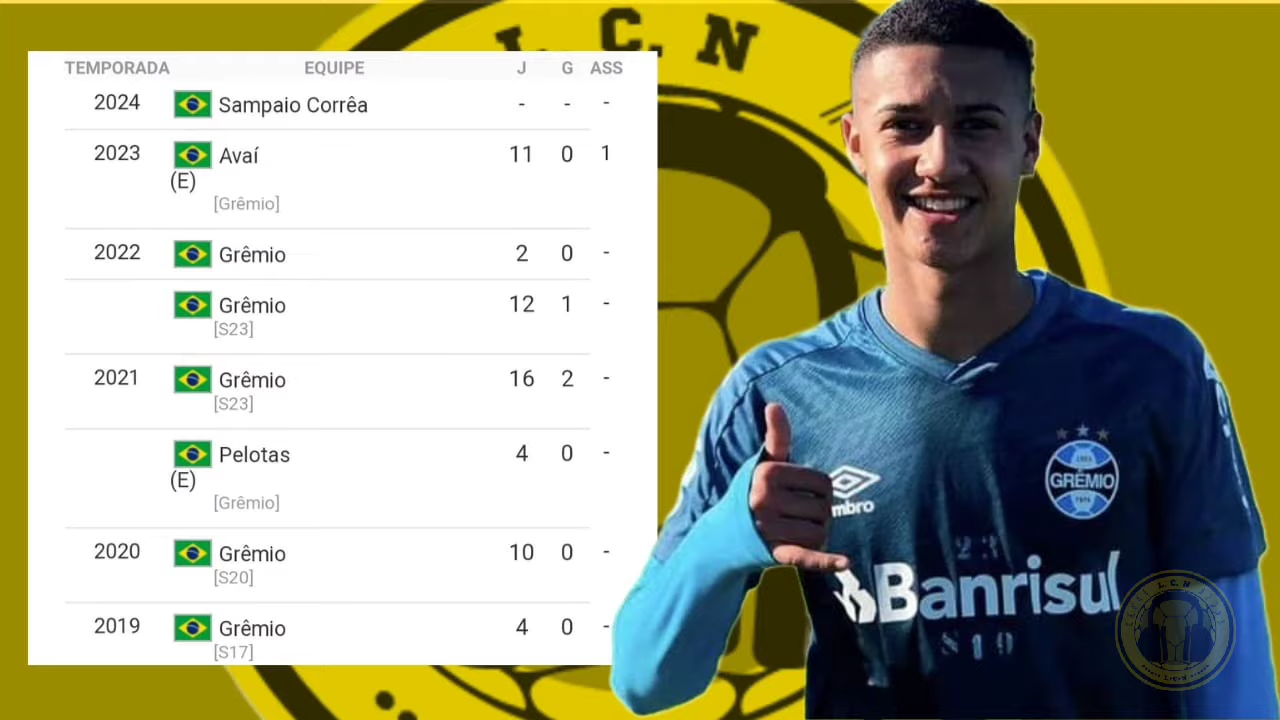 L.C.N
TEMPORADA EQUIPE J G ASS
2024 Sampaio Corrêa - - -
2023 Avaí 11 0 1
(E)
[Grêmio]
2022 Grêmio 2 0 -
Grêmio 12 1 -
[S23]
2021 Grêmio 16 2 -
[S23]
Pelotas 4 0 -
(E)
[Grêmio]
2020 Grêmio 10 0 -
[S20]
2019 Grêmio 4 0 -
[S17]
1903
GRÊMIO
mbro
Banrisul
L.C.N